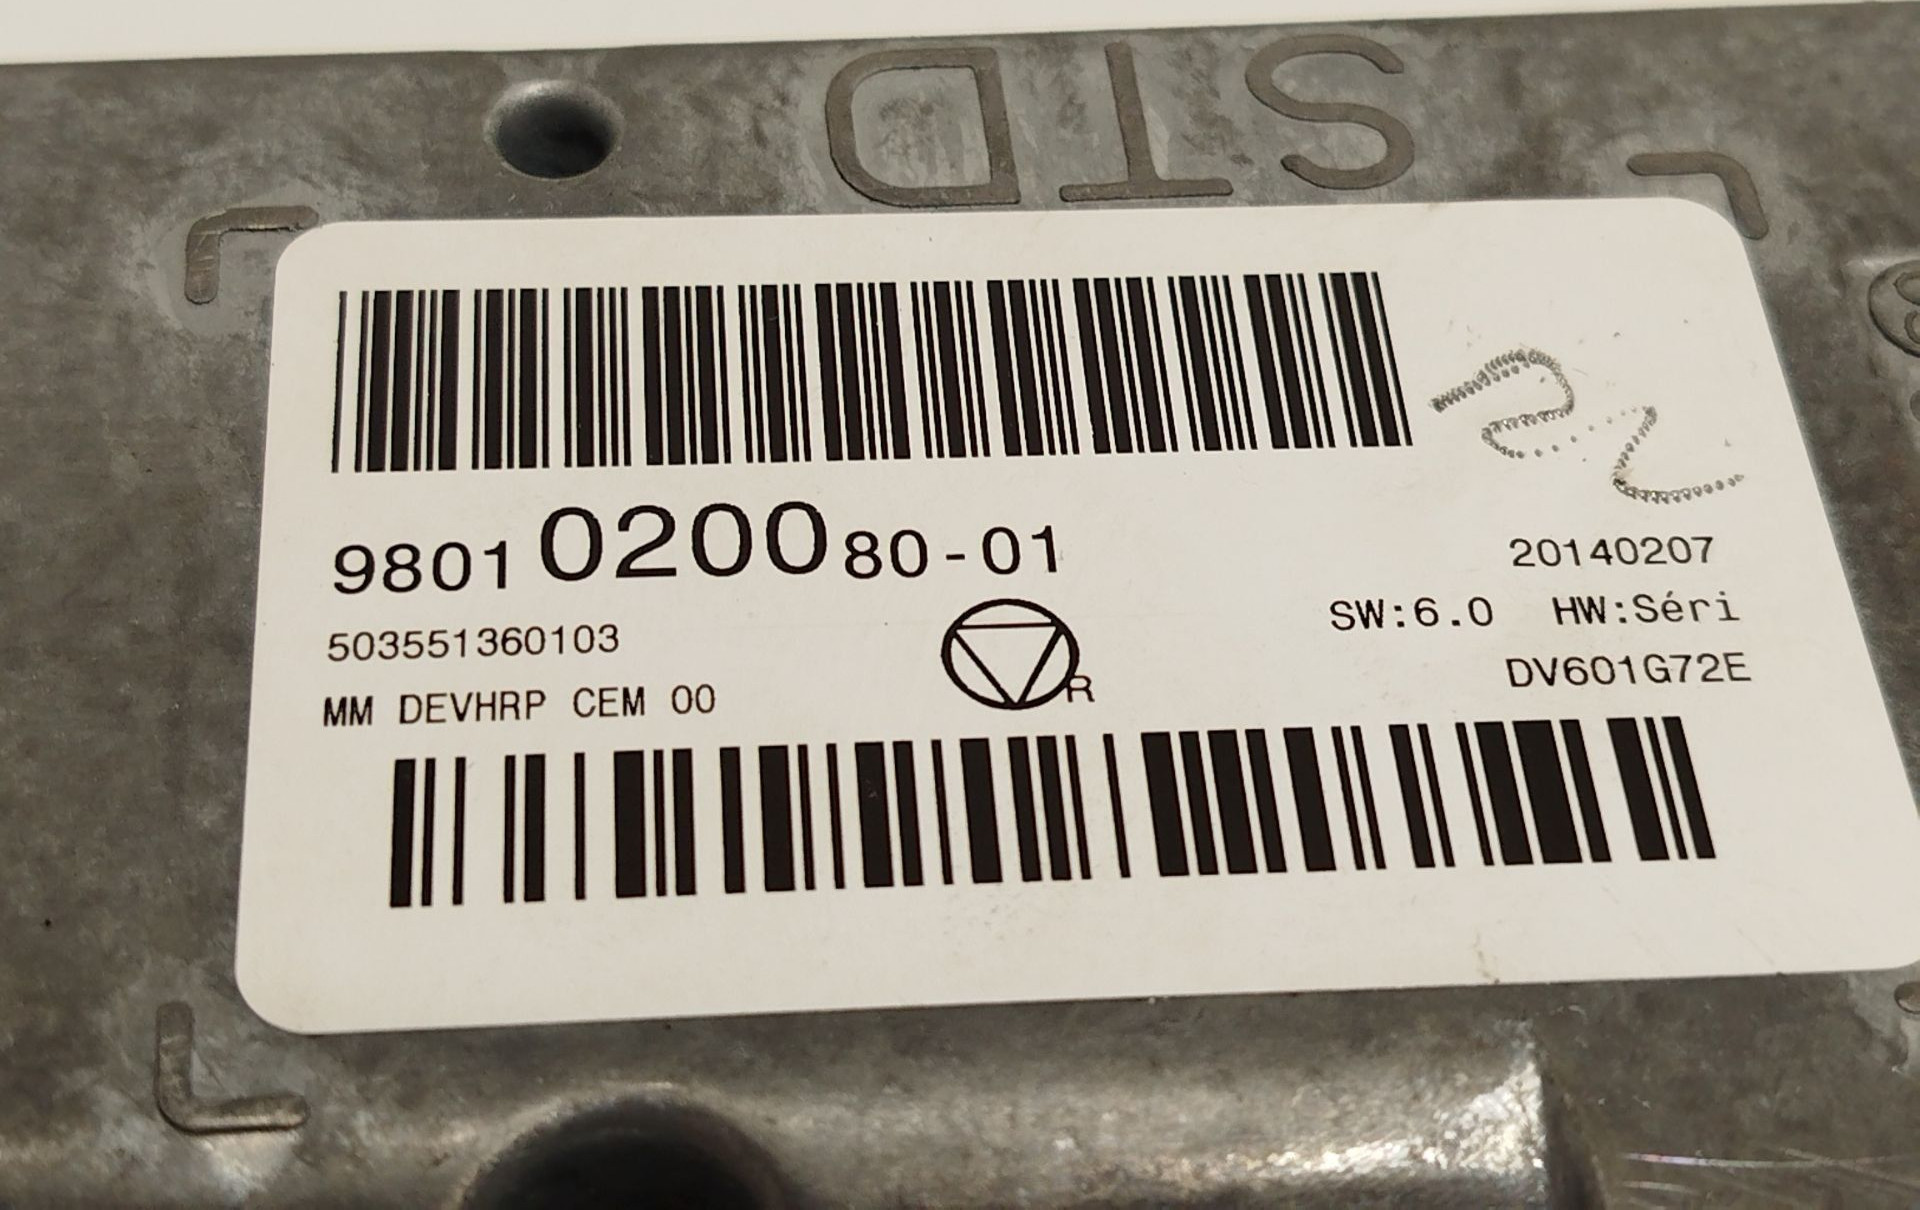 STD
9801020080-01
20140207
503551360103
SW:6.0 HW:Séri
MM DEVHRP CEM 00
R
DV601G72E